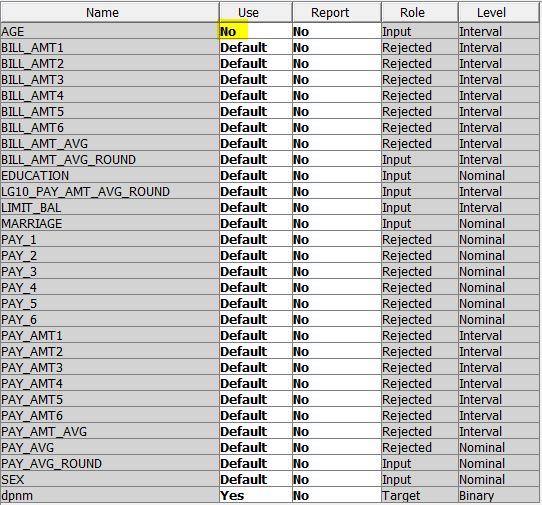 Name Use Report Role Level
AGE No No Input Interval
BILL_AMT1 Default No Rejected Interval
BILL_AMT2 Default No Rejected Interval
BILL_AMT3 Default No Rejected Interval
BILL_AMT4 Default No Rejected Interval
BILL_AMT5 Default No Rejected Interval
BILL_AMT6 Default No Rejected Interval
BILL_AMT_AVG Default No Rejected Interval
BILL_AMT_AVG_ROUND Default No Input Interval
EDUCATION Default No Input Nominal
LG10_PAY_AMT_AVG_ROUND Default No Input Interval
LIMIT_BAL Default No Input Interval
MARRIAGE Default No Input Nominal
PAY_1 Default No Rejected Nominal
PAY_2 Default No Rejected Nominal
PAY_3 Default No Rejected Nominal
PAY_4 Default No Rejected Nominal
PAY_5 Default No Rejected Nominal
PAY_6 Default No Rejected Nominal
PAY_AMT1 Default No Rejected Interval
PAY_AMT2 Default No Rejected Interval
PAY_AMT3 Default No Rejected Interval
PAY_AMT4 Default No Rejected Interval
PAY_AMT5 Default No Rejected Interval
PAY_AMT6 Default No Rejected Interval
PAY_AMT_AVG Default No Rejected Interval
PAY_AVG Default No Rejected Nominal
PAY_AVG_ROUND Default No Input Nominal
SEX Default No Input Nominal
dpnm Yes No Target Binary